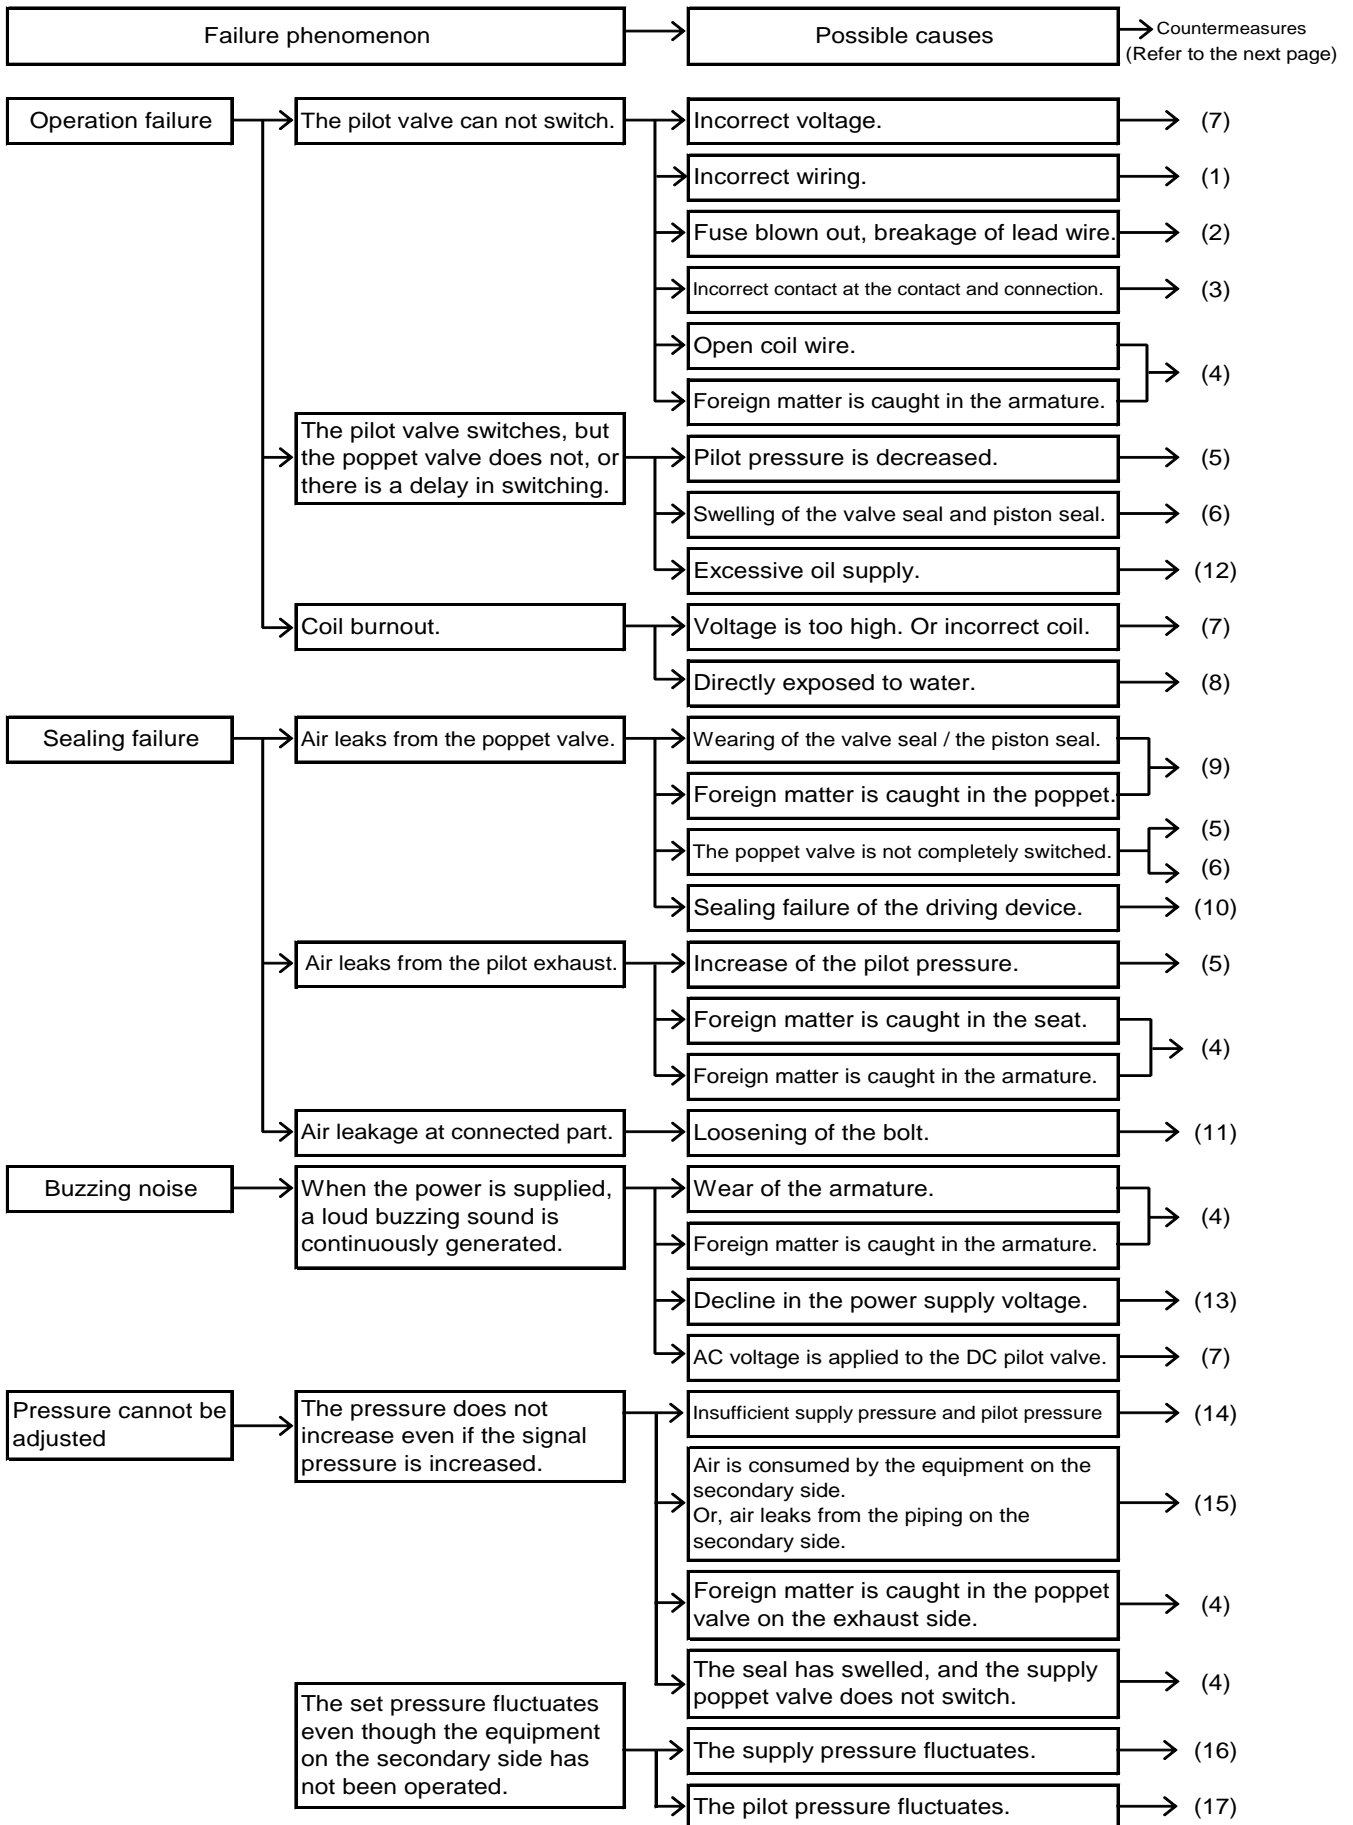 Failure phenomenon
Possible causes
Countermeasures
(Refer to the next page)
Operation failure
The pilot valve can not switch.
Incorrect voltage.
(7)
Incorrect wiring.
(1)
Fuse blown out, breakage of lead wire.
(2)
Incorrect contact at the contact and connection.
(3)
Open coil wire.
Foreign matter is caught in the armature.
(4)
The pilot valve switches, but
the poppet valve does not, or
there is a delay in switching.
Pilot pressure is decreased.
(5)
Swelling of the valve seal and piston seal.
(6)
Excessive oil supply.
(12)
Coil burnout.
Voltage is too high. Or incorrect coil.
(7)
Directly exposed to water.
(8)
Sealing failure
Air leaks from the poppet valve.
Wearing of the valve seal / the piston seal.
Foreign matter is caught in the poppet.
(9)
The poppet valve is not completely switched.
(5)
(6)
Sealing failure of the driving device.
(10)
Air leaks from the pilot exhaust.
Increase of the pilot pressure.
(5)
Foreign matter is caught in the seat.
Foreign matter is caught in the armature.
(4)
Air leakage at connected part.
Loosening of the bolt.
(11)
Buzzing noise
When the power is supplied,
a loud buzzing sound is
continuously generated.
Wear of the armature.
Foreign matter is caught in the armature.
(4)
Decline in the power supply voltage.
(13)
AC voltage is applied to the DC pilot valve.
(7)
Pressure cannot be
adjusted
The pressure does not
increase even if the signal
pressure is increased.
Insufficient supply pressure and pilot pressure
(14)
Air is consumed by the equipment on the
secondary side.
Or, air leaks from the piping on the
secondary side.
(15)
Foreign matter is caught in the poppet
valve on the exhaust side.
(4)
The seal has swelled, and the supply
poppet valve does not switch.
(4)
The set pressure fluctuates
even though the equipment
on the secondary side has
not been operated.
The supply pressure fluctuates.
(16)
The pilot pressure fluctuates.
(17)